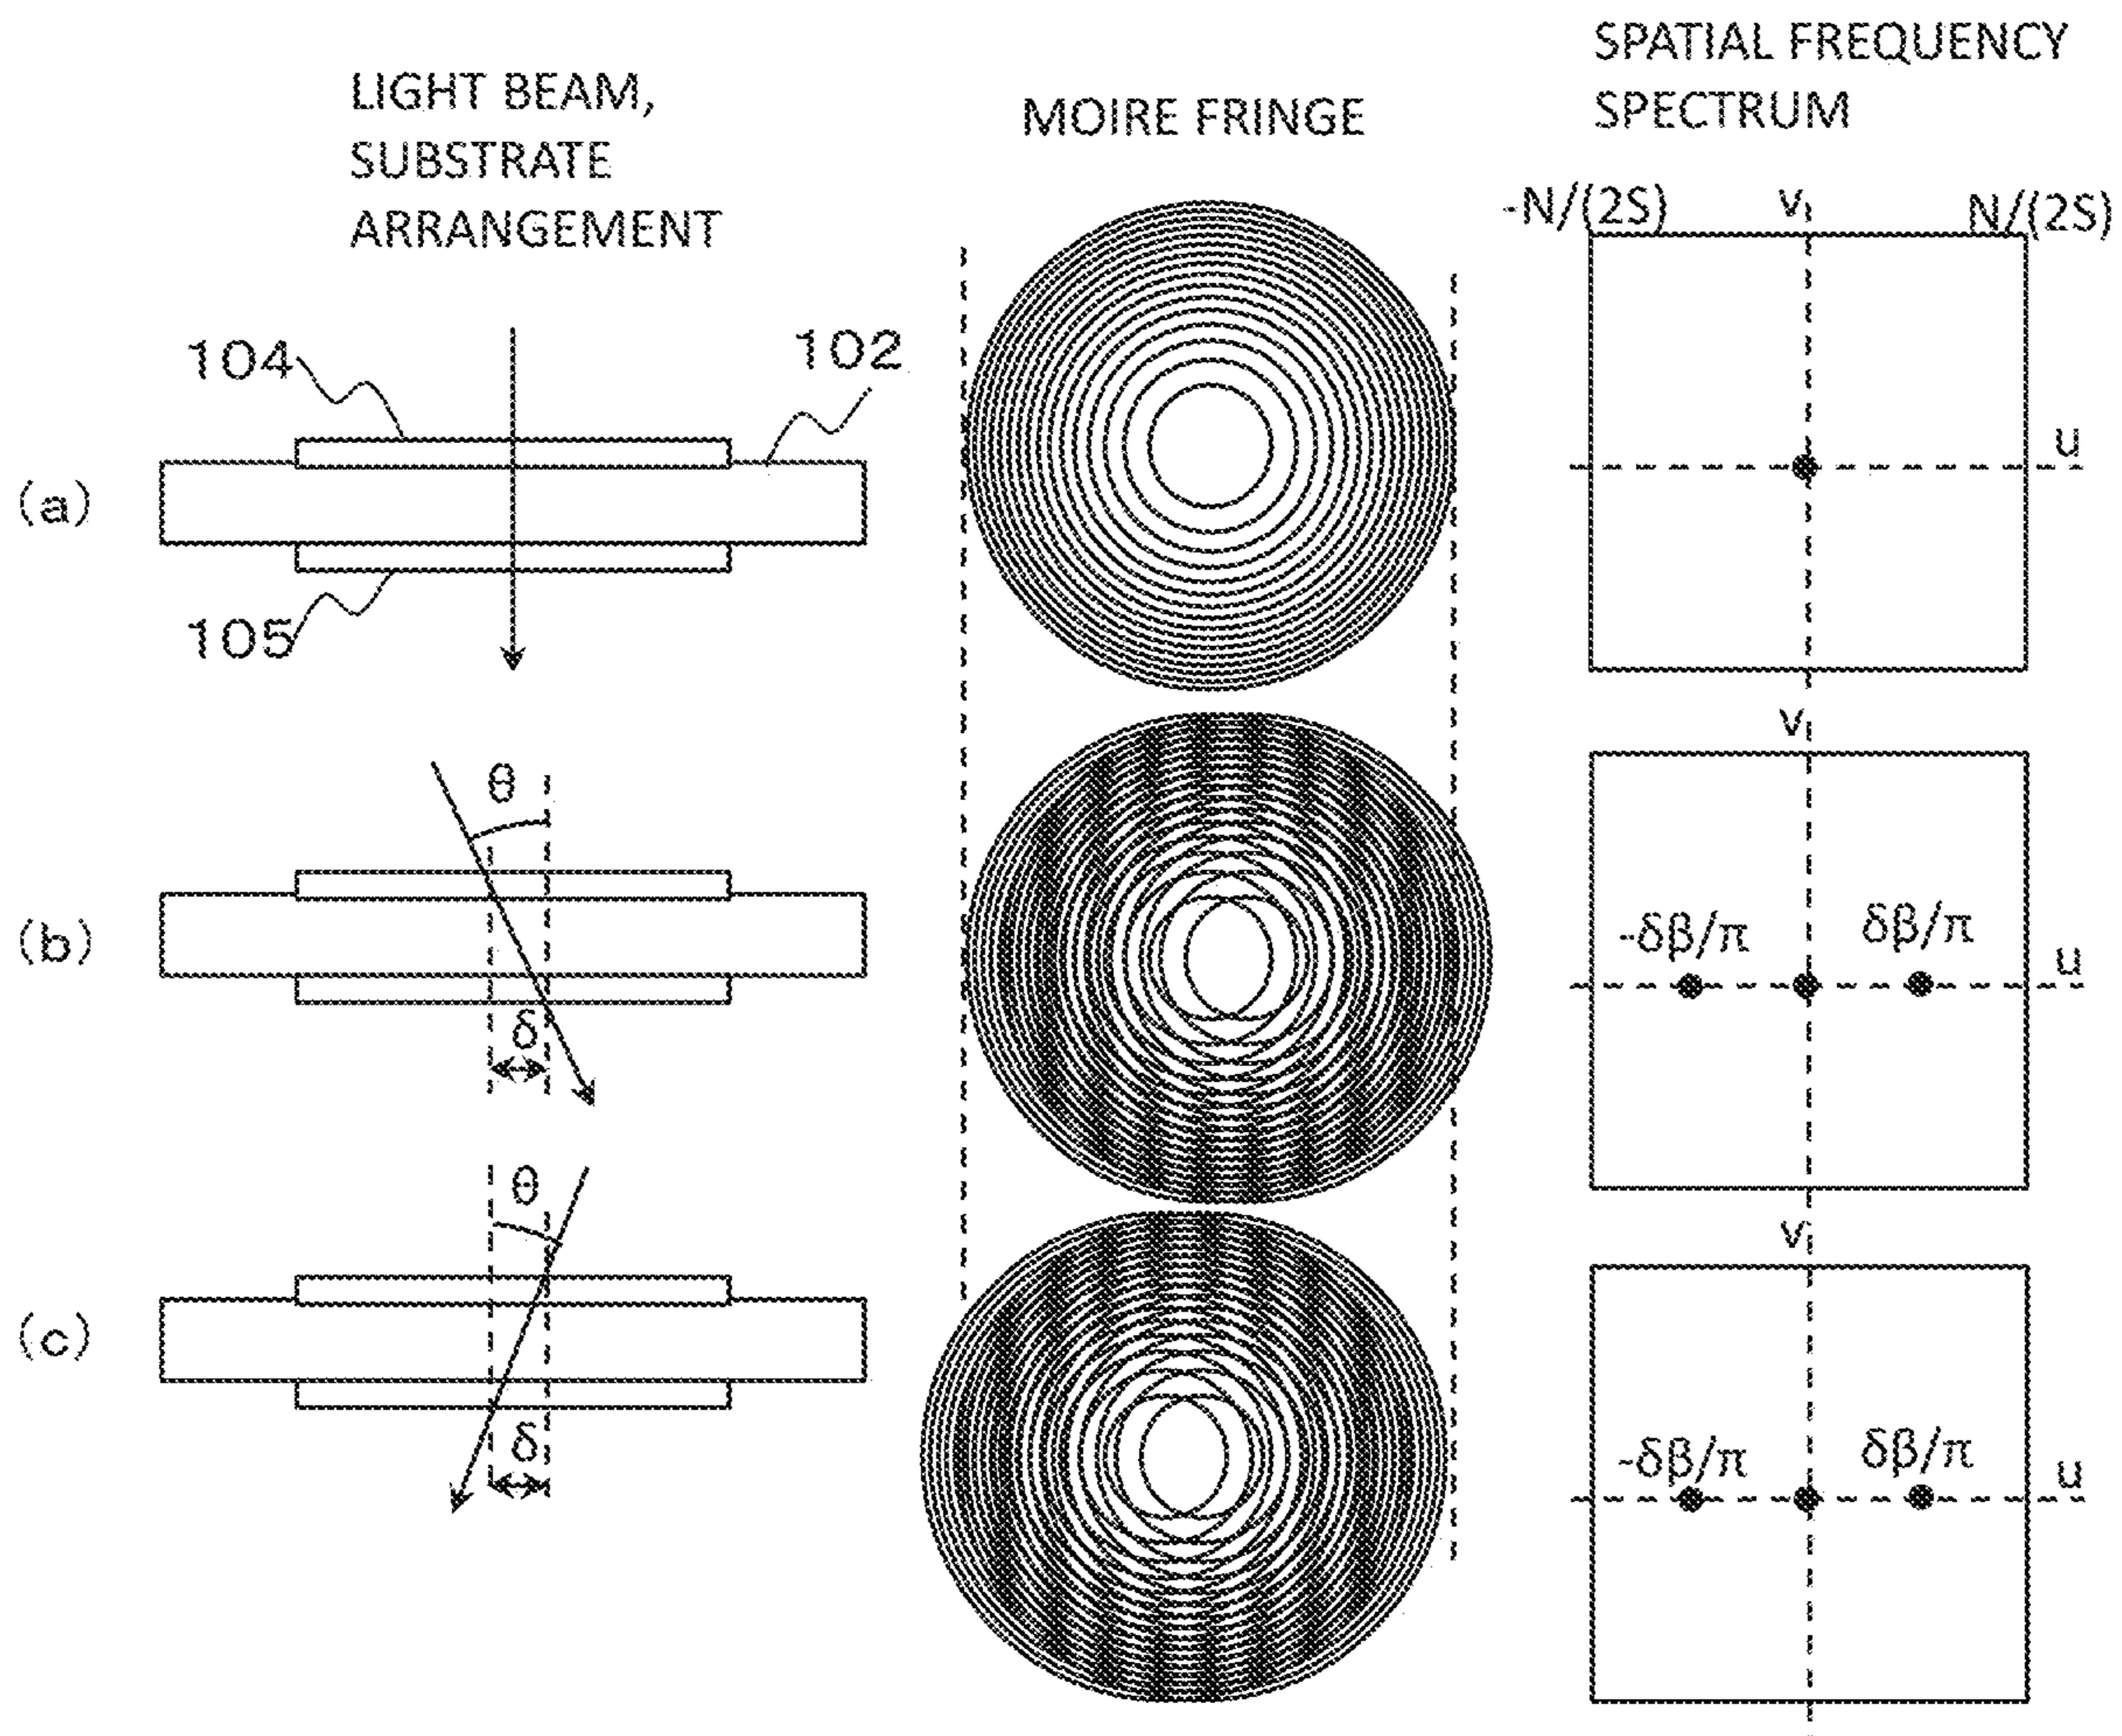 LIGHT BEAM,
SUBSTRATE
ARRANGEMENT
MOIRE FRINGE
SPATIAL FREQUENCY
SPECTRUM
(a)
104
102
105
-N/(2S)
v
N/(2S)
u
(b)
θ
δ
v
-δβ/π
δβ/π
u
(c)
θ
δ
v
-δβ/π
δβ/π
u